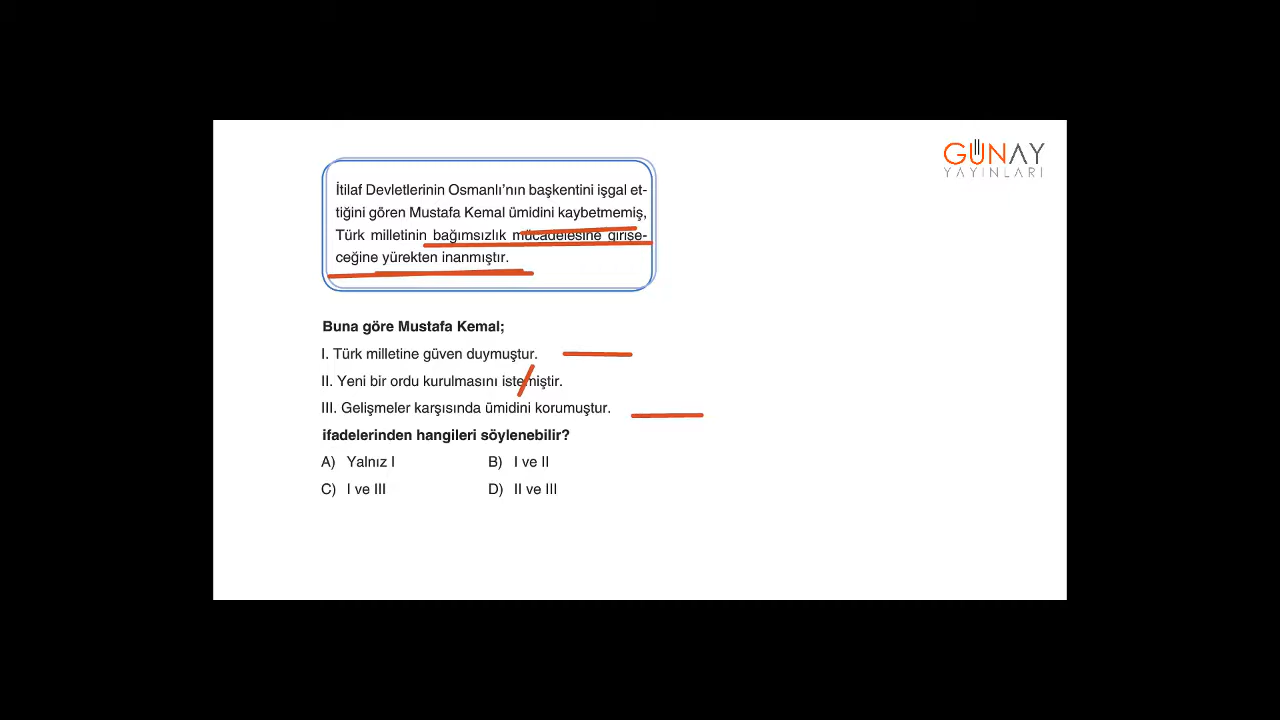 GÜNAY
YAYINLARI
İtilaf Devletlerinin Osmanlı'nın başkentini işgal et-
tiğini gören Mustafa Kemal ümidini kaybetmemiş,
Türk milletinin bağımsızlık mücadelesine girişe-
ceğine yürekten inanmıştır.
Buna göre Mustafa Kemal;
I. Türk milletine güven duymuştur.
II. Yeni bir ordu kurulmasını istemiştir.
III. Gelişmeler karşısında ümidini korumuştur.
ifadelerinden hangileri söylenebilir?
A) Yalnız I B) I ve II
C) I ve III D) II ve III